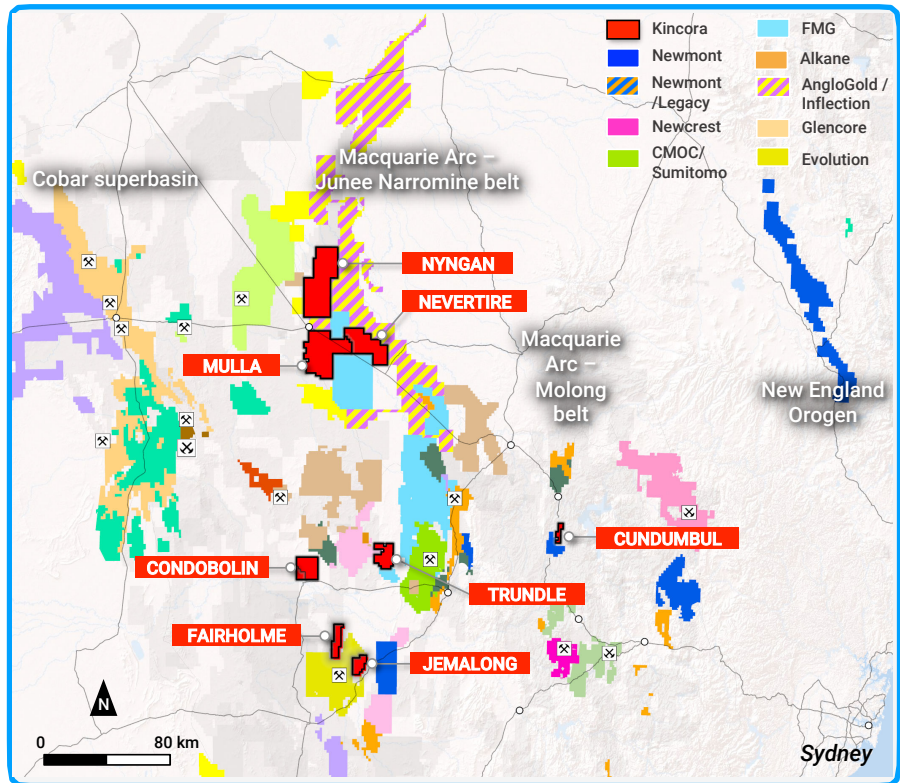 Kincora
Newmont
Newmont
/Legacy
Newcrest
CMOC/
Sumitomo
FMG
Alkane
AngloGold /
Inflection
Glencore
Evolution
Cobar superbasin
Macquarie Arc –
Junee Narromine belt
NYNGAN
NEVERTIRE
MULLA
Macquarie
Arc –
Molong
belt
New England
Orogen
CUNDUMBUL
CONDOBOLIN
TRUNDLE
FAIRHOLME
JEMALONG
N
0 80 km
Sydney